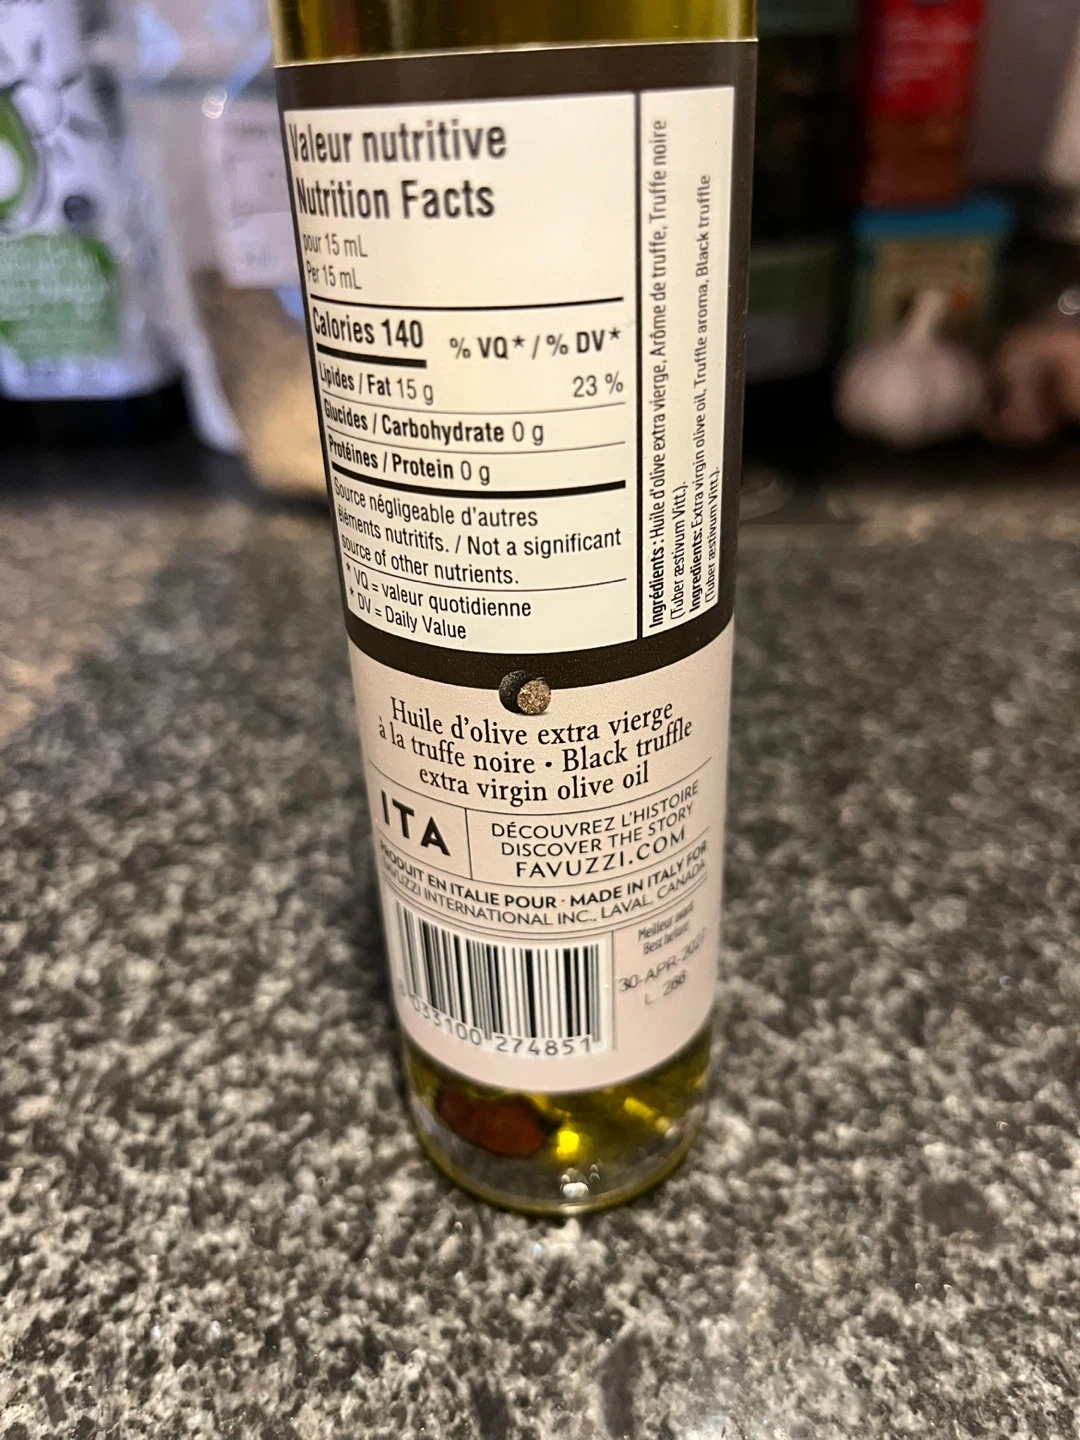 Valeur nutritive
Nutrition Facts
pour 15 mL
Per 15 mL
Calories 140
% VQ* / % DV*
Lipides / Fat 15 g 23 %
Glucides / Carbohydrate 0 g
Protéines / Protein 0 g
Source négligeable d'autres
éléments nutritifs. / Not a significant
source of other nutrients.
* VQ = valeur quotidienne
* DV = Daily Value
Ingrédients : Huile d'olive extra vierge, Arôme de truffe, Truffe noire
(Tuber æstivum Vitt.).
Ingredients: Extra virgin olive oil, Truffle aroma, Black truffle
(Tuber æstivum Vitt.).
Huile d'olive extra vierge
à la truffe noire · Black truffle
extra virgin olive oil
ITA
DÉCOUVREZ L'HISTOIRE
DISCOVER THE STORY
FAVUZZI.COM
PRODUIT EN ITALIE POUR · MADE IN ITALY FOR
FAVUZZI INTERNATIONAL INC., LAVAL, CANADA
Meilleur avant
Best before
30-APR-
L 266
8 033100 274851